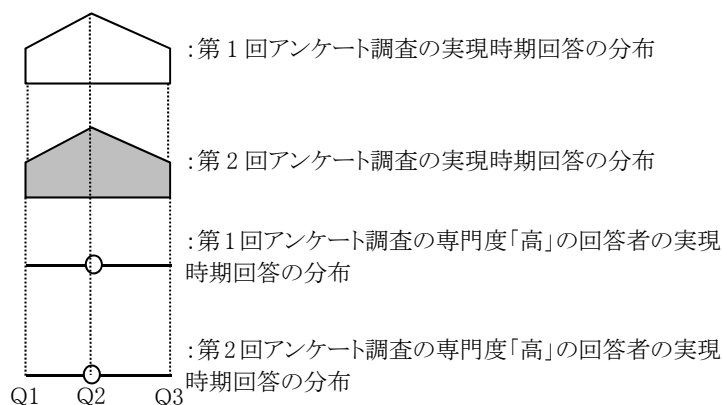 :第1回アンケート調査の実現時期回答の分布
:第2回アンケート調査の実現時期回答の分布
:第1回アンケート調査の専門度「高」の回答者の実現
時期回答の分布
:第2回アンケート調査の専門度「高」の回答者の実現
時期回答の分布
Q1 Q2 Q3